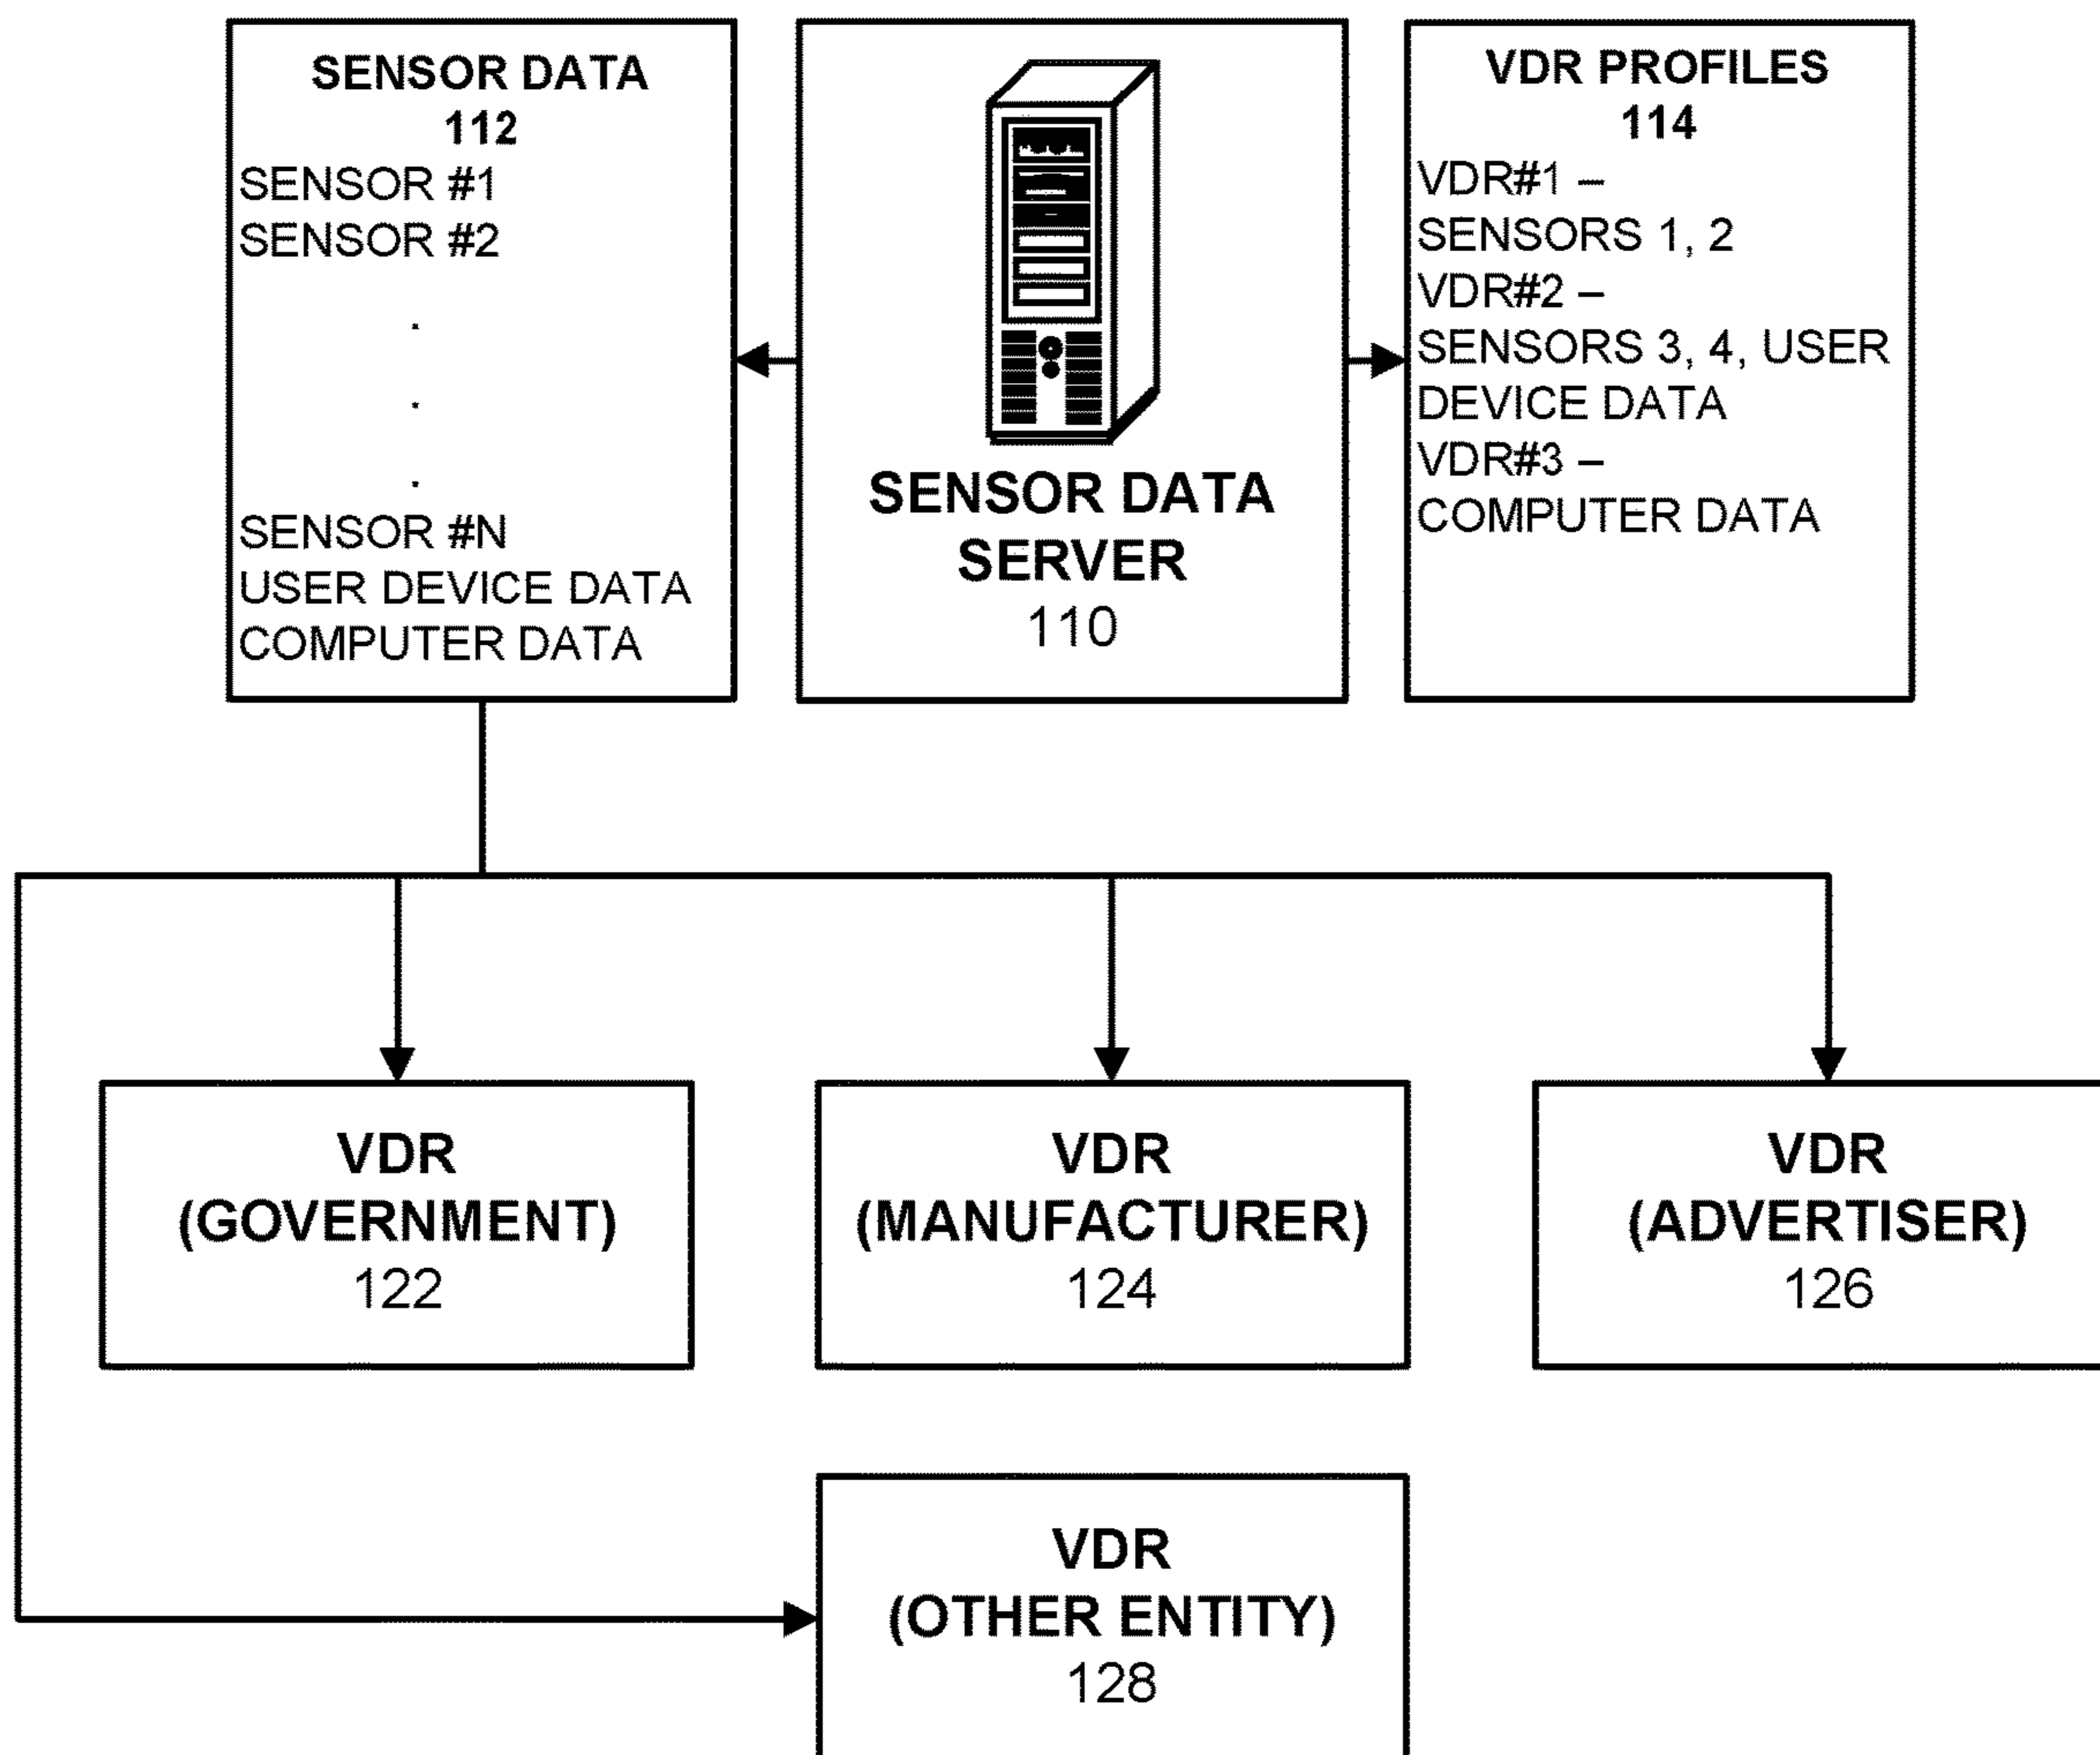 SENSOR DATA
112
SENSOR #1
SENSOR #2
.
.
.
SENSOR #N
USER DEVICE DATA
COMPUTER DATA
SENSOR DATA
SERVER
110
VDR PROFILES
114
VDR#1 –
SENSORS 1, 2
VDR#2 –
SENSORS 3, 4, USER
DEVICE DATA
VDR#3 –
COMPUTER DATA
VDR
(GOVERNMENT)
122
VDR
(MANUFACTURER)
124
VDR
(ADVERTISER)
126
VDR
(OTHER ENTITY)
128